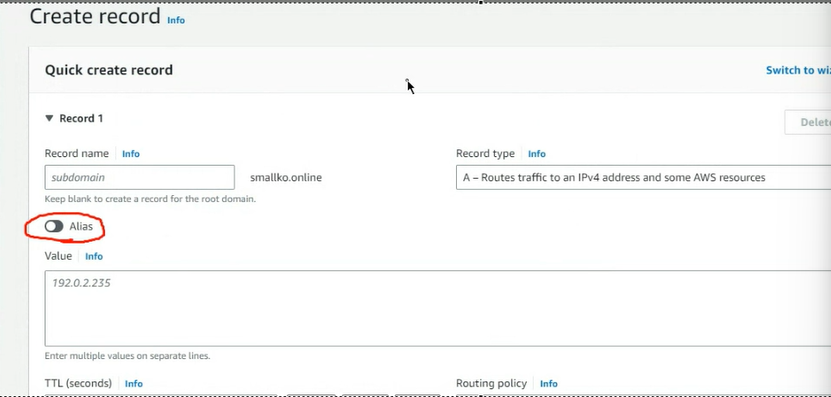 Create record Info
Quick create record
Switch to
Record 1
Delete
Record name Info
Record type Info
subdomain
smallko.online
A – Routes traffic to an IPv4 address and some AWS resources
Keep blank to create a record for the root domain.
Alias
Value Info
192.0.2.235
Enter multiple values on separate lines.
TTL (seconds) Info
Routing policy Info